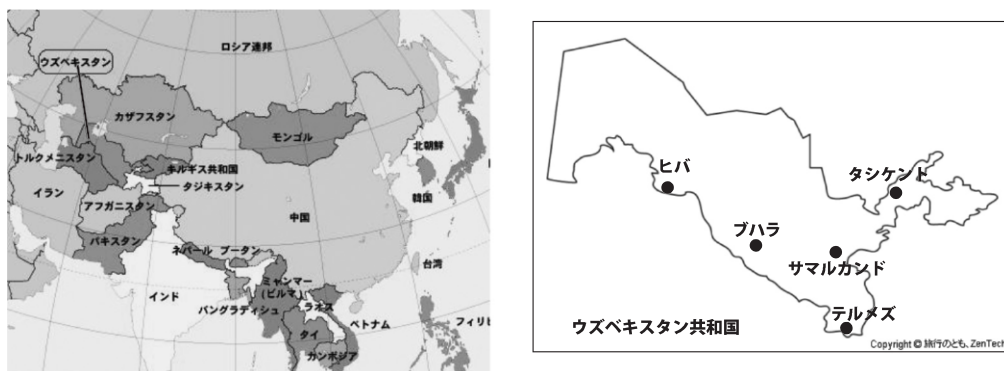 ロシア連邦
ウズベキスタン
カザフスタン
モンゴル
北朝鮮
トルクメニスタン
キルギス共和国
タジキスタン
イラン
アフガニスタン
中国
韓国
パキスタン
ネパール ブータン
台湾
インド
ミャンマー
(ビルマ)
バングラディシュ
ラオス
ベトナム
フィリピ
タイ
カンボジア
ヒバ
タシケンド
ブハラ
サマルカンド
テルメズ
ウズベキスタン共和国
Copyright © 旅行のとも、ZenTech